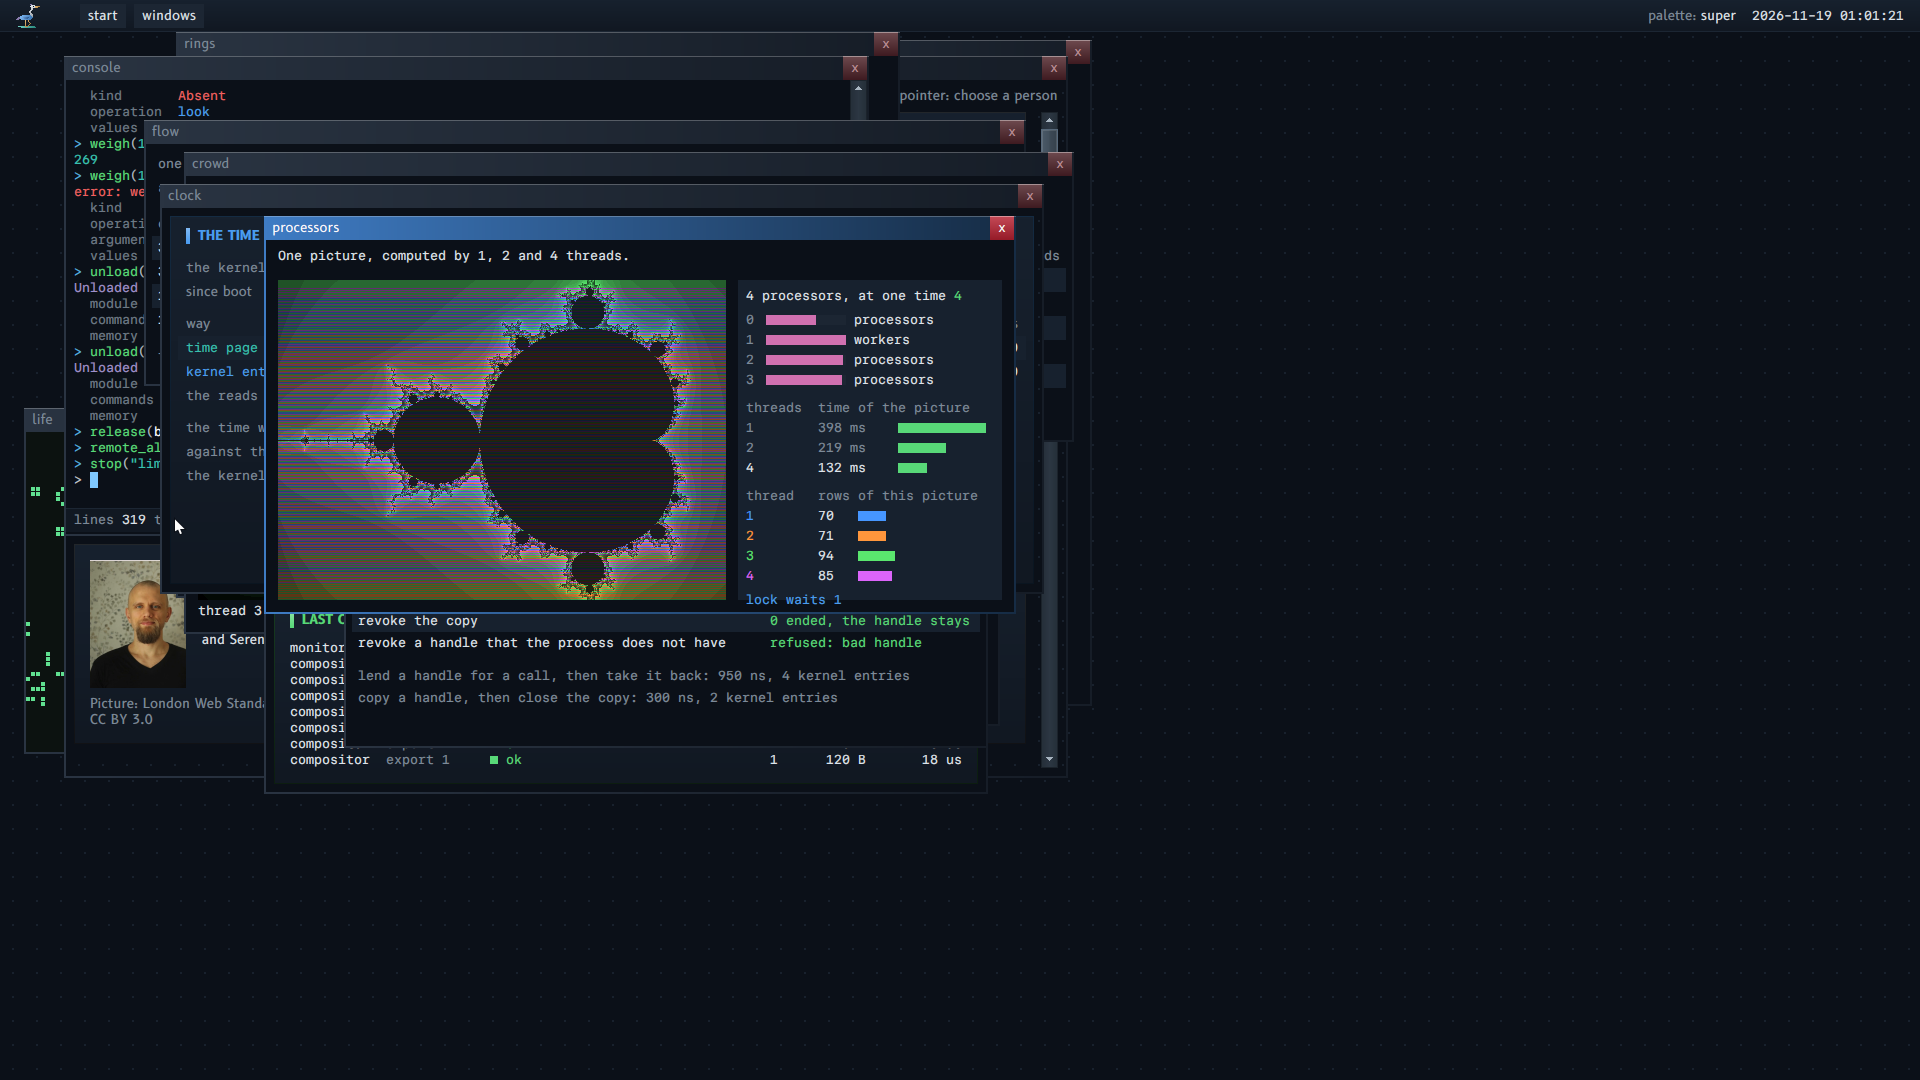 start windows palette: super 2026-11-19 01:01:21
rings x
x
console x
x
kind Absent
pointer: choose a person
operation look
values
flow x
> weigh(1
269
one
crowd x
> weigh(1
error: we
clock x
kind
operati
processors x
THE TIME
argumen
values
One picture, computed by 1, 2 and 4 threads.
ds
the kernel
> unload(
Unloaded
since boot
module
command
memory
way
time page
> unload(
Unloaded
kernel ent
module
commands
the reads
memory
life
> release(b
the time w
> remote_al
against th
> stop("lim
the kernel
>
lines 319 t
4 processors, at one time 4
0 processors
1 workers
2 processors
3 processors
threads time of the picture
1 398 ms
2 219 ms
4 132 ms
thread rows of this picture
1 70
2 71
3 94
4 85
lock waits 1
thread 3
and Seren
Picture: London Web Standa
CC BY 3.0
LAST C
revoke the copy 0 ended, the handle stays
revoke a handle that the process does not have refused: bad handle
lend a handle for a call, then take it back: 950 ns, 4 kernel entries
copy a handle, then close the copy: 300 ns, 2 kernel entries
monitor
composi
composi
composi
composi
composi
composi
compositor export 1 ok 1 120 B 18 us